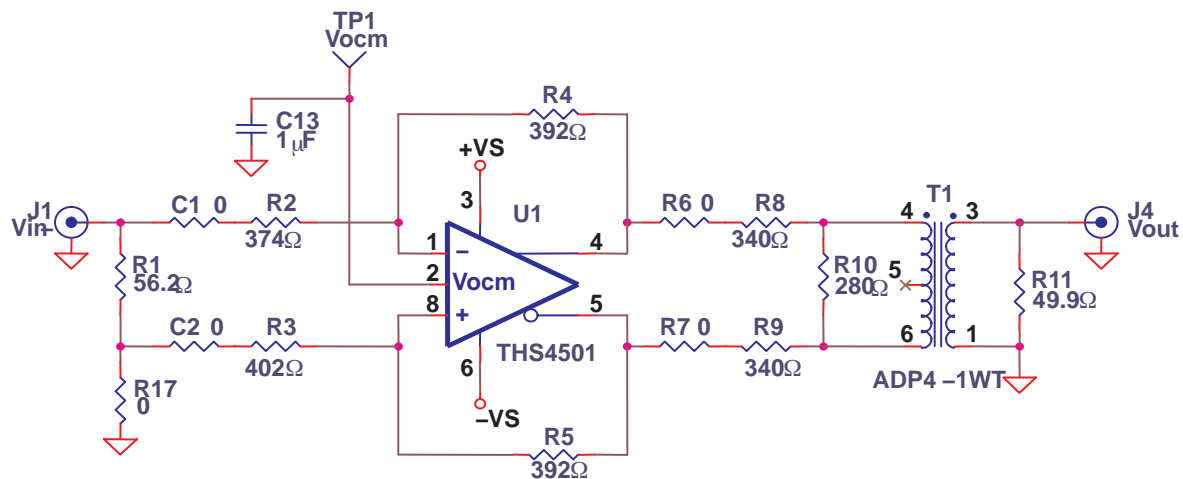 TP1
Vocm
C13
1μF
R4
392Ω
+VS
3
U1
J1
Vin–
C1 0
R2
374Ω
1
–
2
Vocm
8
+
4
5
R6 0
R8
340Ω
T1
4
3
J4
Vout
R1
56.2Ω
R10
280Ω
5
R11
49.9Ω
C2 0
R3
402Ω
THS4501
R7 0
R9
340Ω
6
1
ADP4 –1WT
R17
0
6
–VS
R5
392Ω